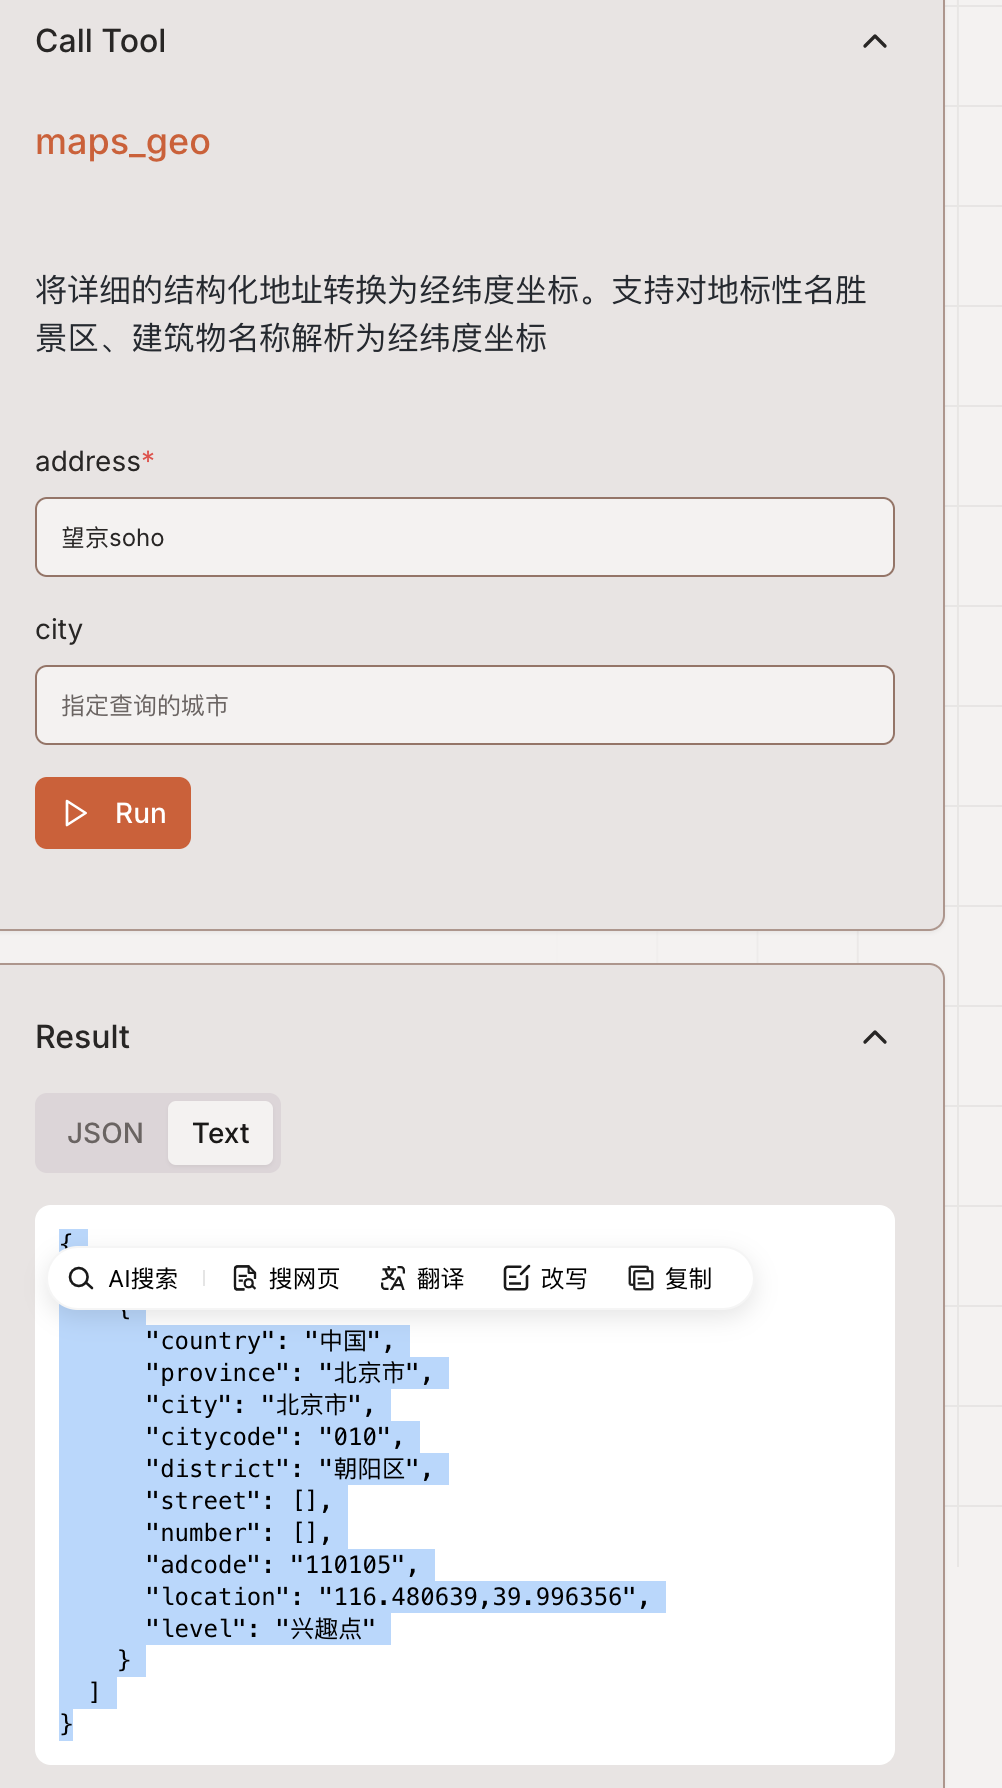 Call Tool
maps_geo
将详细的结构化地址转换为经纬度坐标。支持对地标性名胜
景区、建筑物名称解析为经纬度坐标
address*
望京soho
city
指定查询的城市
Run
Result
JSON Text
{
AI搜索 搜网页 翻译 改写 复制
{
"country": "中国",
"province": "北京市",
"city": "北京市",
"citycode": "010",
"district": "朝阳区",
"street": [],
"number": [],
"adcode": "110105",
"location": "116.480639,39.996356",
"level": "兴趣点"
}
]
}